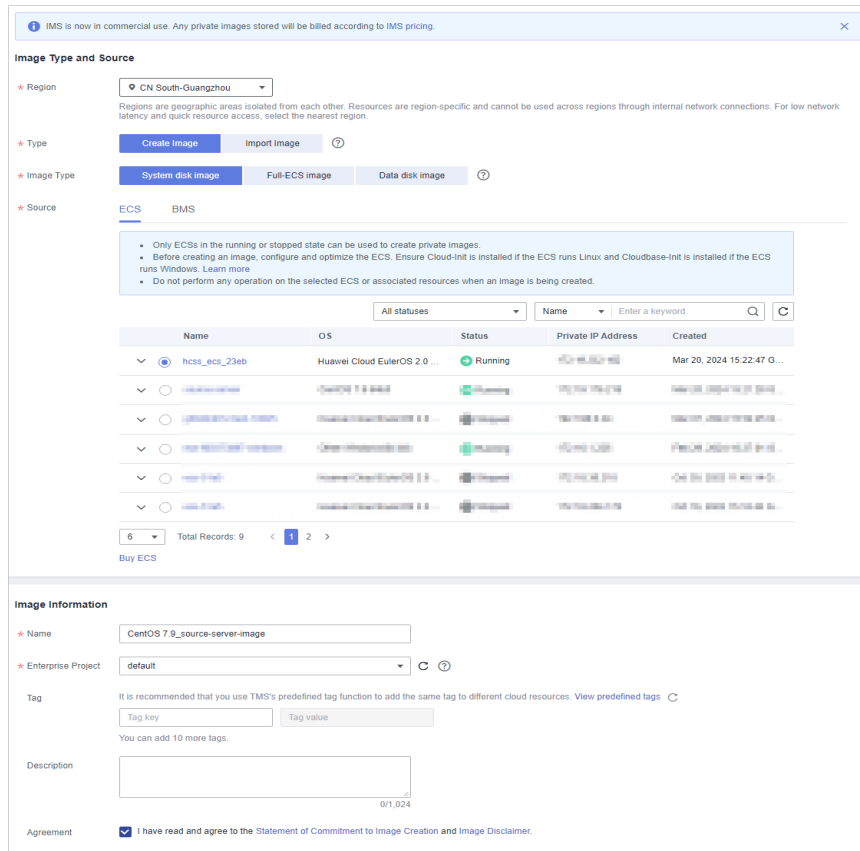 IMS is now in commercial use. Any private images stored will be billed according to IMS pricing.
Image Type and Source
* Region
CN South-Guangzhou
Regions are geographic areas isolated from each other. Resources are region-specific and cannot be used across regions through internal network connections. For low network
latency and quick resource access, select the nearest region.
* Type
Create Image
Import Image
* Image Type
System disk image
Full-ECS image
Data disk image
* Source
ECS
BMS
Only ECSs in the running or stopped state can be used to create private images.
Before creating an image, configure and optimize the ECS. Ensure Cloud-Init is installed if the ECS runs Linux and Cloudbase-Init is installed if the ECS
runs Windows. Learn more
Do not perform any operation on the selected ECS or associated resources when an image is being created.
All statuses
Name
Enter a keyword.
Name OS Status Private IP Address Created
hcss_ecs_23eb Huawei Cloud EulerOS 2.0 ... Running Mar 20, 2024 15:22:47 G...
6 Total Records: 9 < 1 2 >
Buy ECS
Image Information
* Name
CentOS 7.9_source-server-image
* Enterprise Project
default
Tag
It is recommended that you use TMS's predefined tag function to add the same tag to different cloud resources. View predefined tags
Tag key
Tag value
You can add 10 more tags.
Description
0/1,024
Agreement
I have read and agree to the Statement of Commitment to Image Creation and Image Disclaimer.